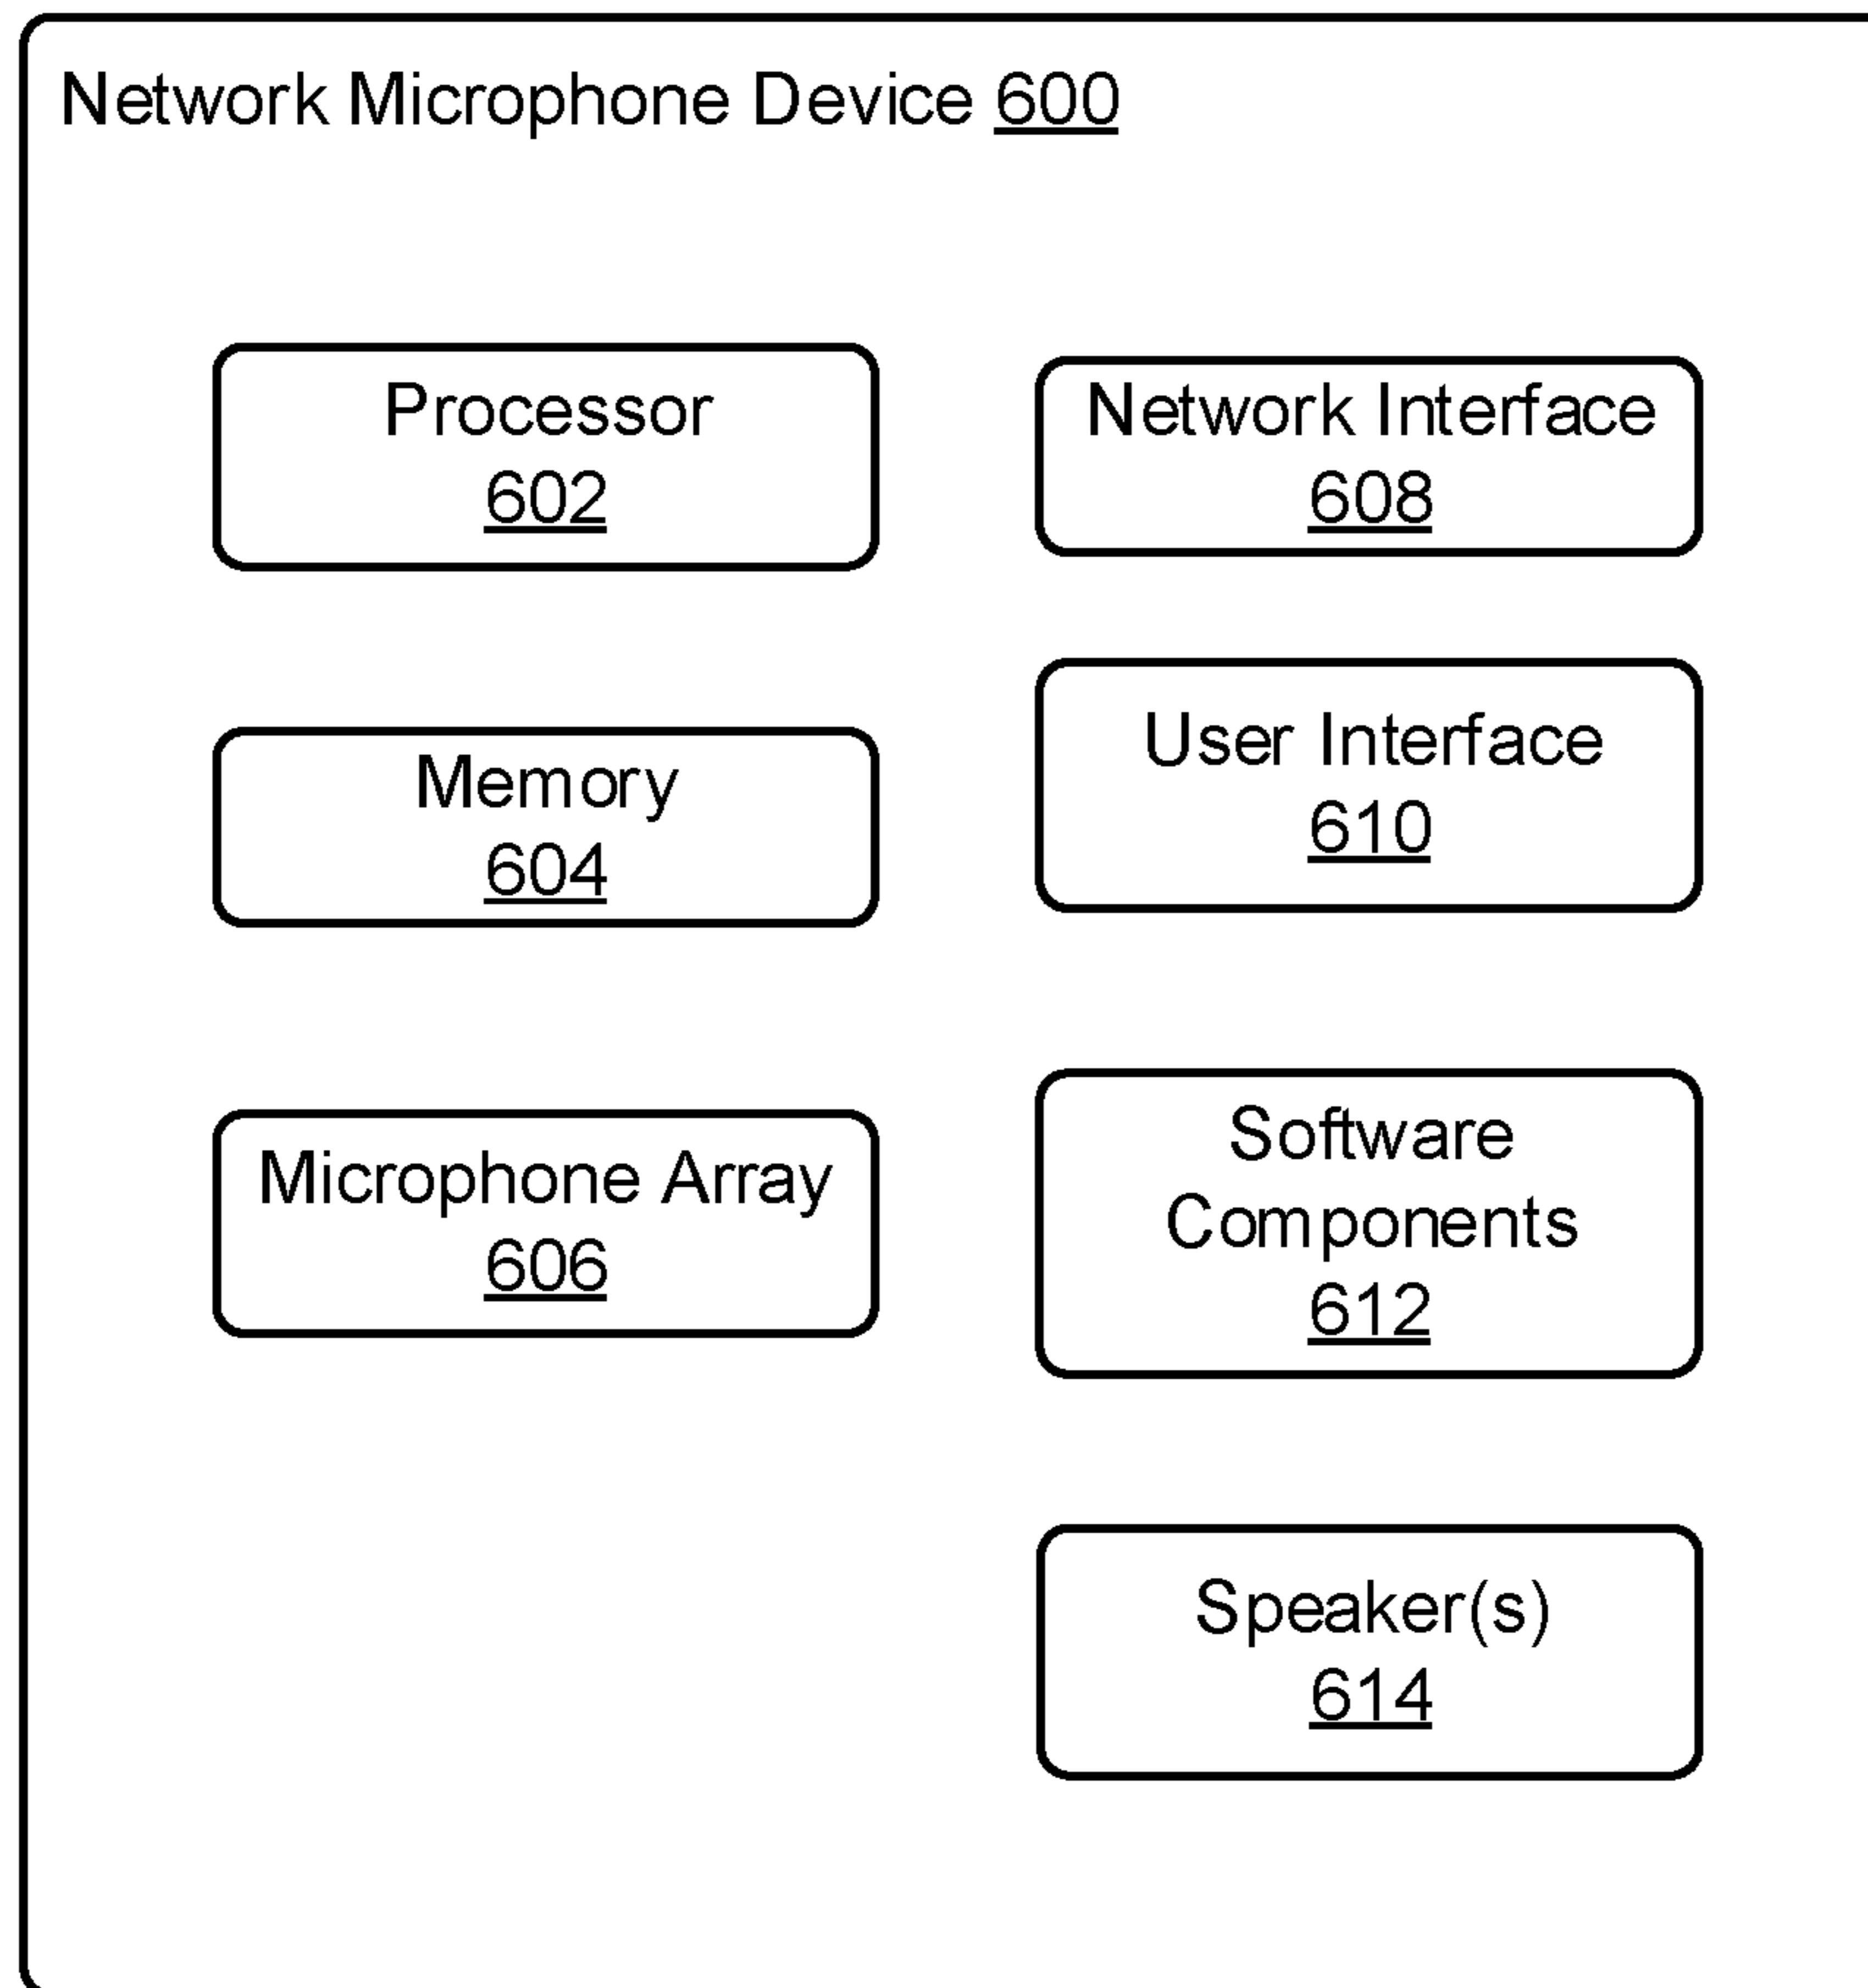 Network Microphone Device 600
Processor
602
Network Interface
608
Memory
604
User Interface
610
Microphone Array
606
Software
Components
612
Speaker(s)
614